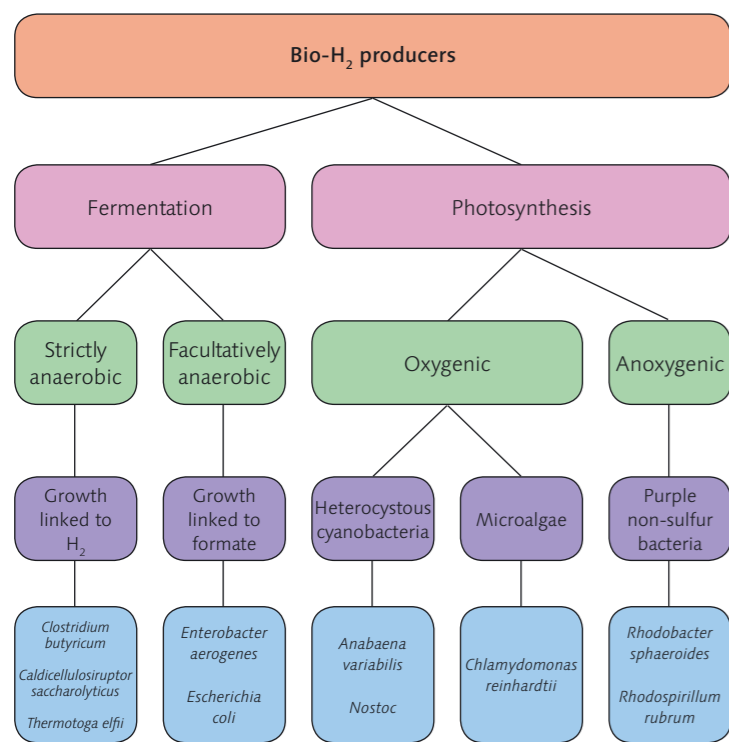 Bio-H₂ producers
Fermentation
Photosynthesis
Strictly
anaerobic
Facultatively
anaerobic
Oxygenic
Anoxygenic
Growth
linked to
H₂
Growth
linked to
formate
Heterocystous
cyanobacteria
Microalgae
Purple
non-sulfur
bacteria
Clostridium
butyricum
Caldicellulosiruptor
saccharolyticus
Thermotoga elfii
Enterobacter
aerogenes
Escherichia
coli
Anabaena
variabilis
Nostoc
Chlamydomonas
reinhardtii
Rhodobacter
sphaeroides
Rhodospirillum
rubrum